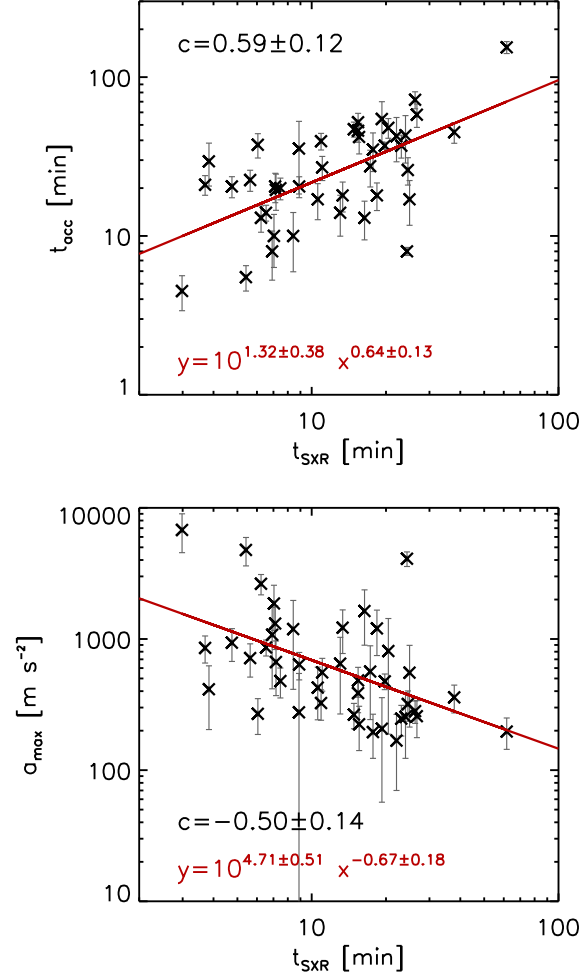 c=0.59±0.12
100
10
1
t_acc [min]
y=10^1.32±0.38 x^0.64±0.13
10 100
t_SXR [min]
10000
1000
100
10
a_max [m s^-2]
c=-0.50±0.14
y=10^4.71±0.51 x^-0.67±0.18
10 100
t_SXR [min]